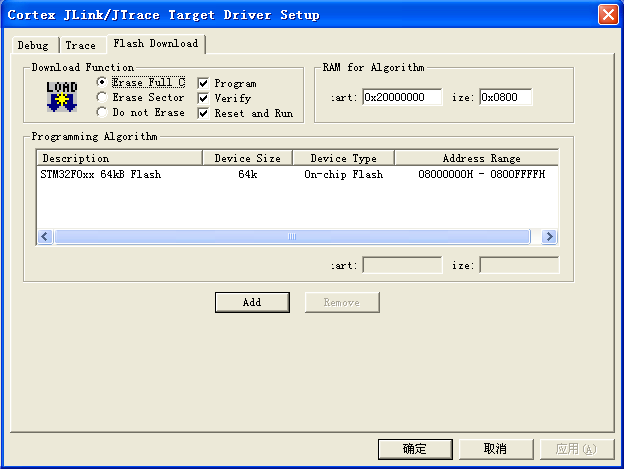 Cortex JLink/JTrace Target Driver Setup
Debug Trace Flash Download
Download Function
LOAD
Erase Full C Program
Erase Sector Verify
Do not Erase Reset and Run
RAM for Algorithm
:art: 0x20000000 ize: 0x0800
Programming Algorithm
Description Device Size Device Type Address Range
STM32F0xx 64kB Flash 64k On-chip Flash 08000000H - 0800FFFFH
:art: ize:
Add Remove
确定 取消 应用(A)